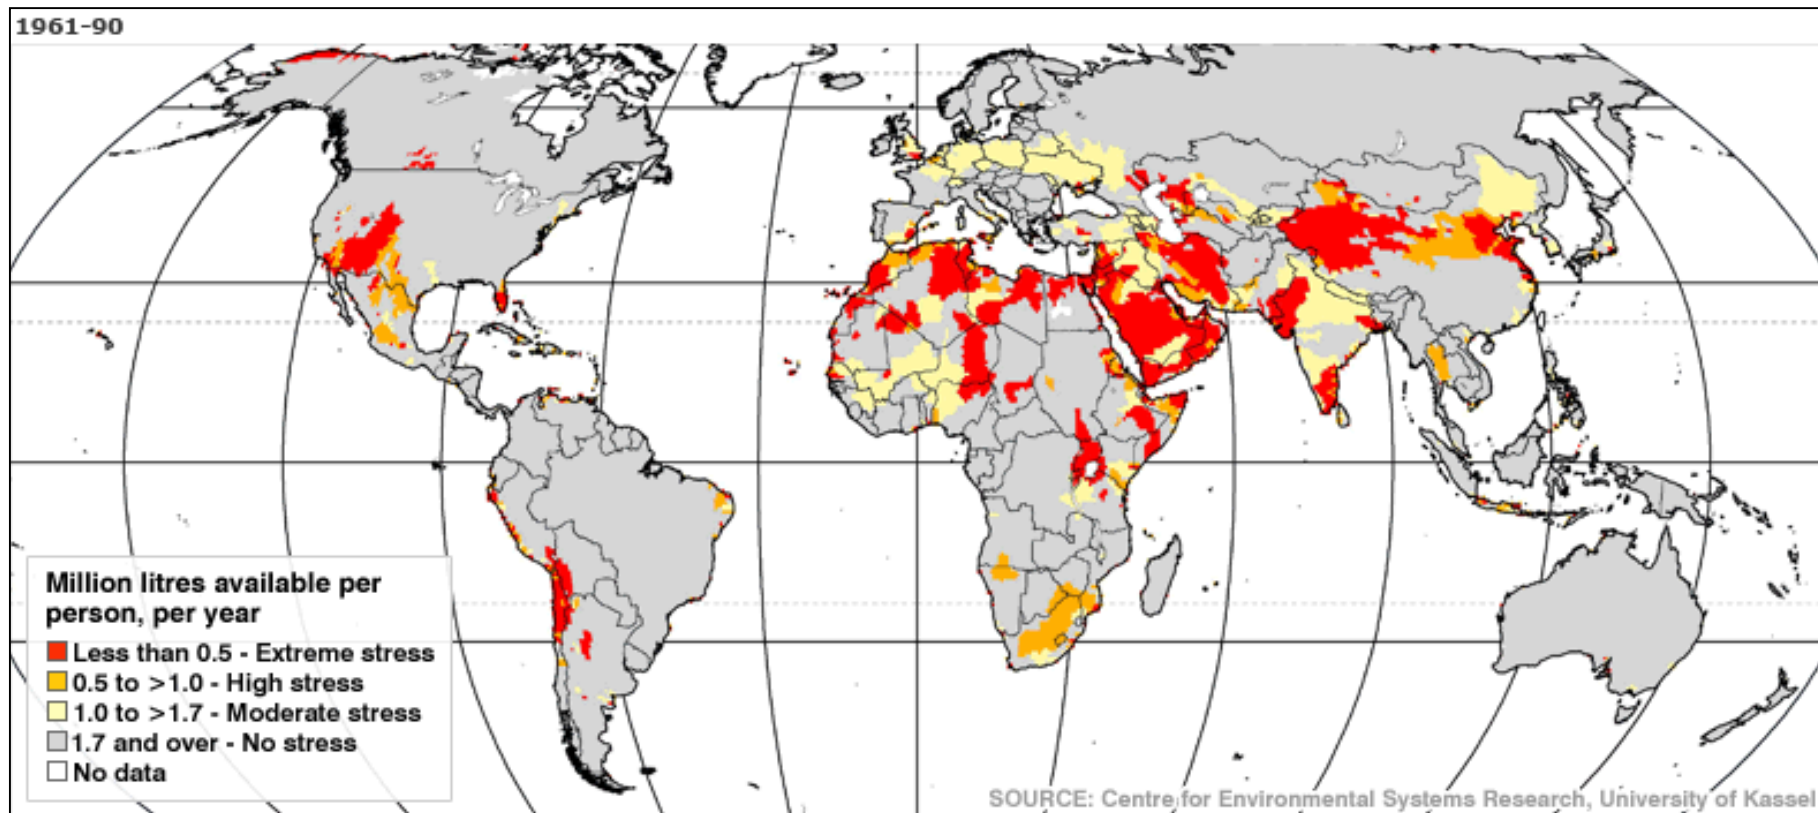 1961-90
Million litres available per
person, per year
Less than 0.5 - Extreme stress
0.5 to >1.0 - High stress
1.0 to >1.7 - Moderate stress
1.7 and over - No stress
No data
SOURCE: Centre for Environmental Systems Research, University of Kassel